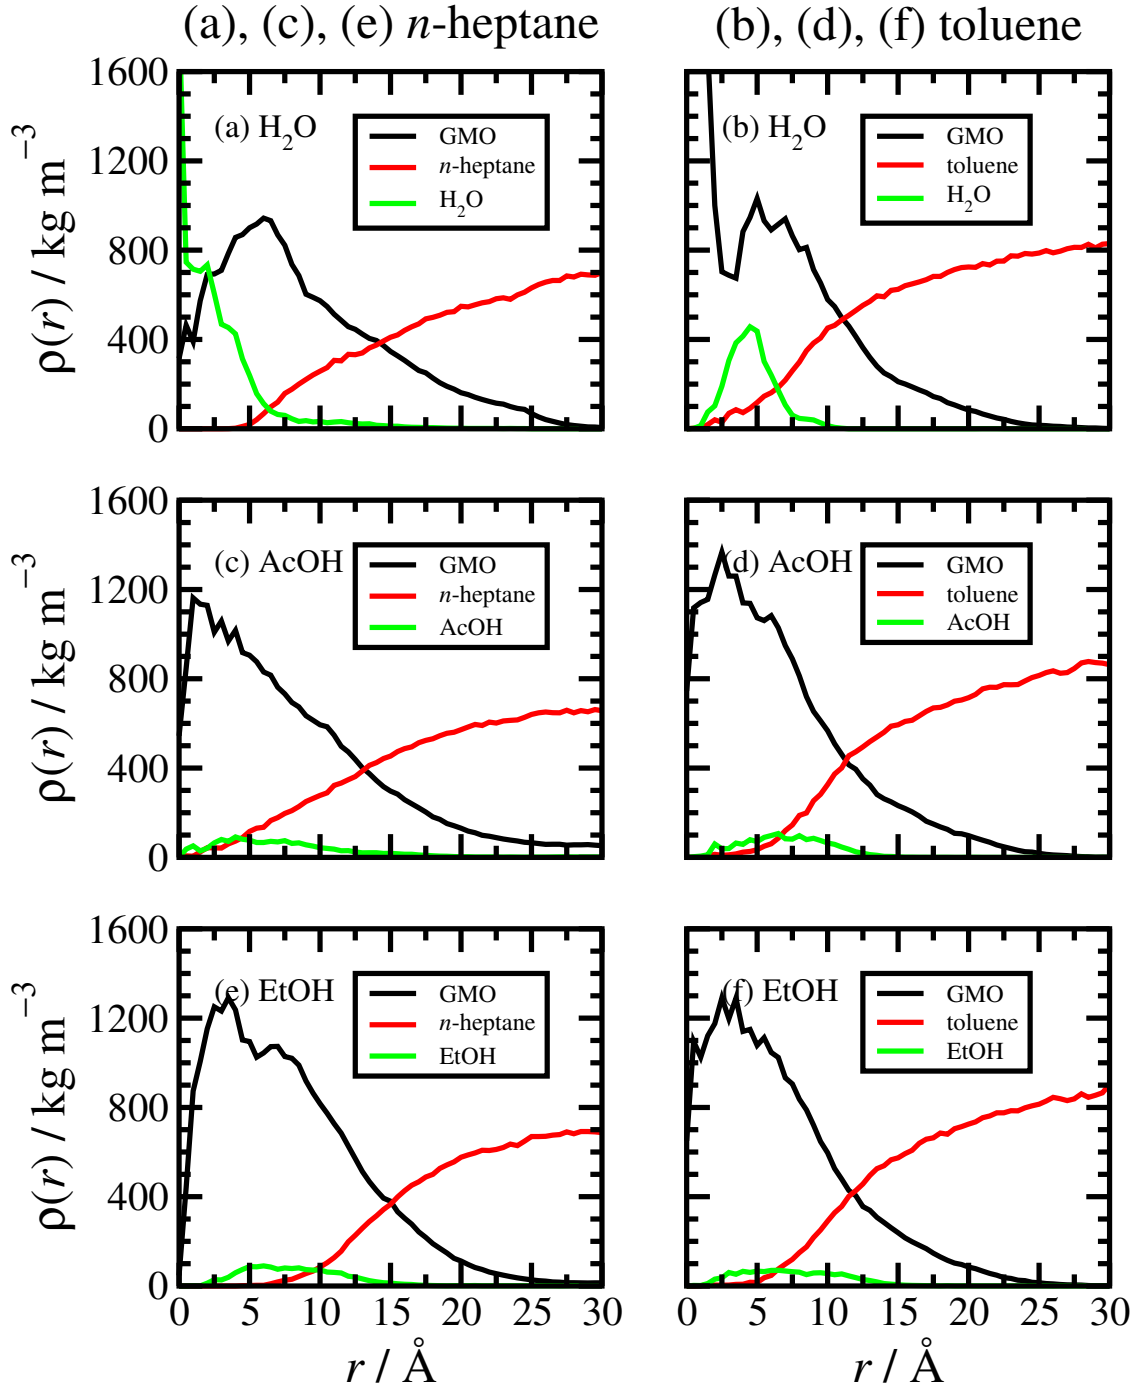 (a), (c), (e) n-heptane
(b), (d), (f) toluene
ρ(r) / kg m⁻³
1600
1200
800
400
0
(a) H₂O
GMO
n-heptane
H₂O
(b) H₂O
GMO
toluene
H₂O
ρ(r) / kg m⁻³
1600
1200
800
400
0
(c) AcOH
GMO
n-heptane
AcOH
(d) AcOH
GMO
toluene
AcOH
ρ(r) / kg m⁻³
1600
1200
800
400
0
(e) EtOH
GMO
n-heptane
EtOH
(f) EtOH
GMO
toluene
EtOH
0 5 10 15 20 25 30
0 5 10 15 20 25 30
r / Å
r / Å